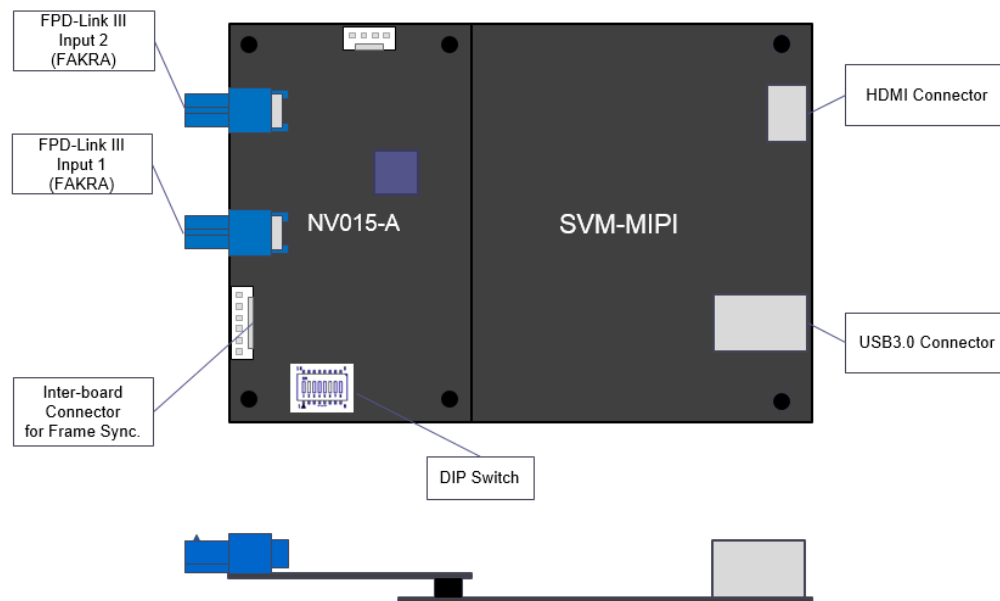 FPD-Link III
Input 2
(FAKRA)
HDMI Connector
FPD-Link III
Input 1
(FAKRA)
NV015-A
SVM-MIPI
USB3.0 Connector
Inter-board
Connector
for Frame Sync.
DIP Switch